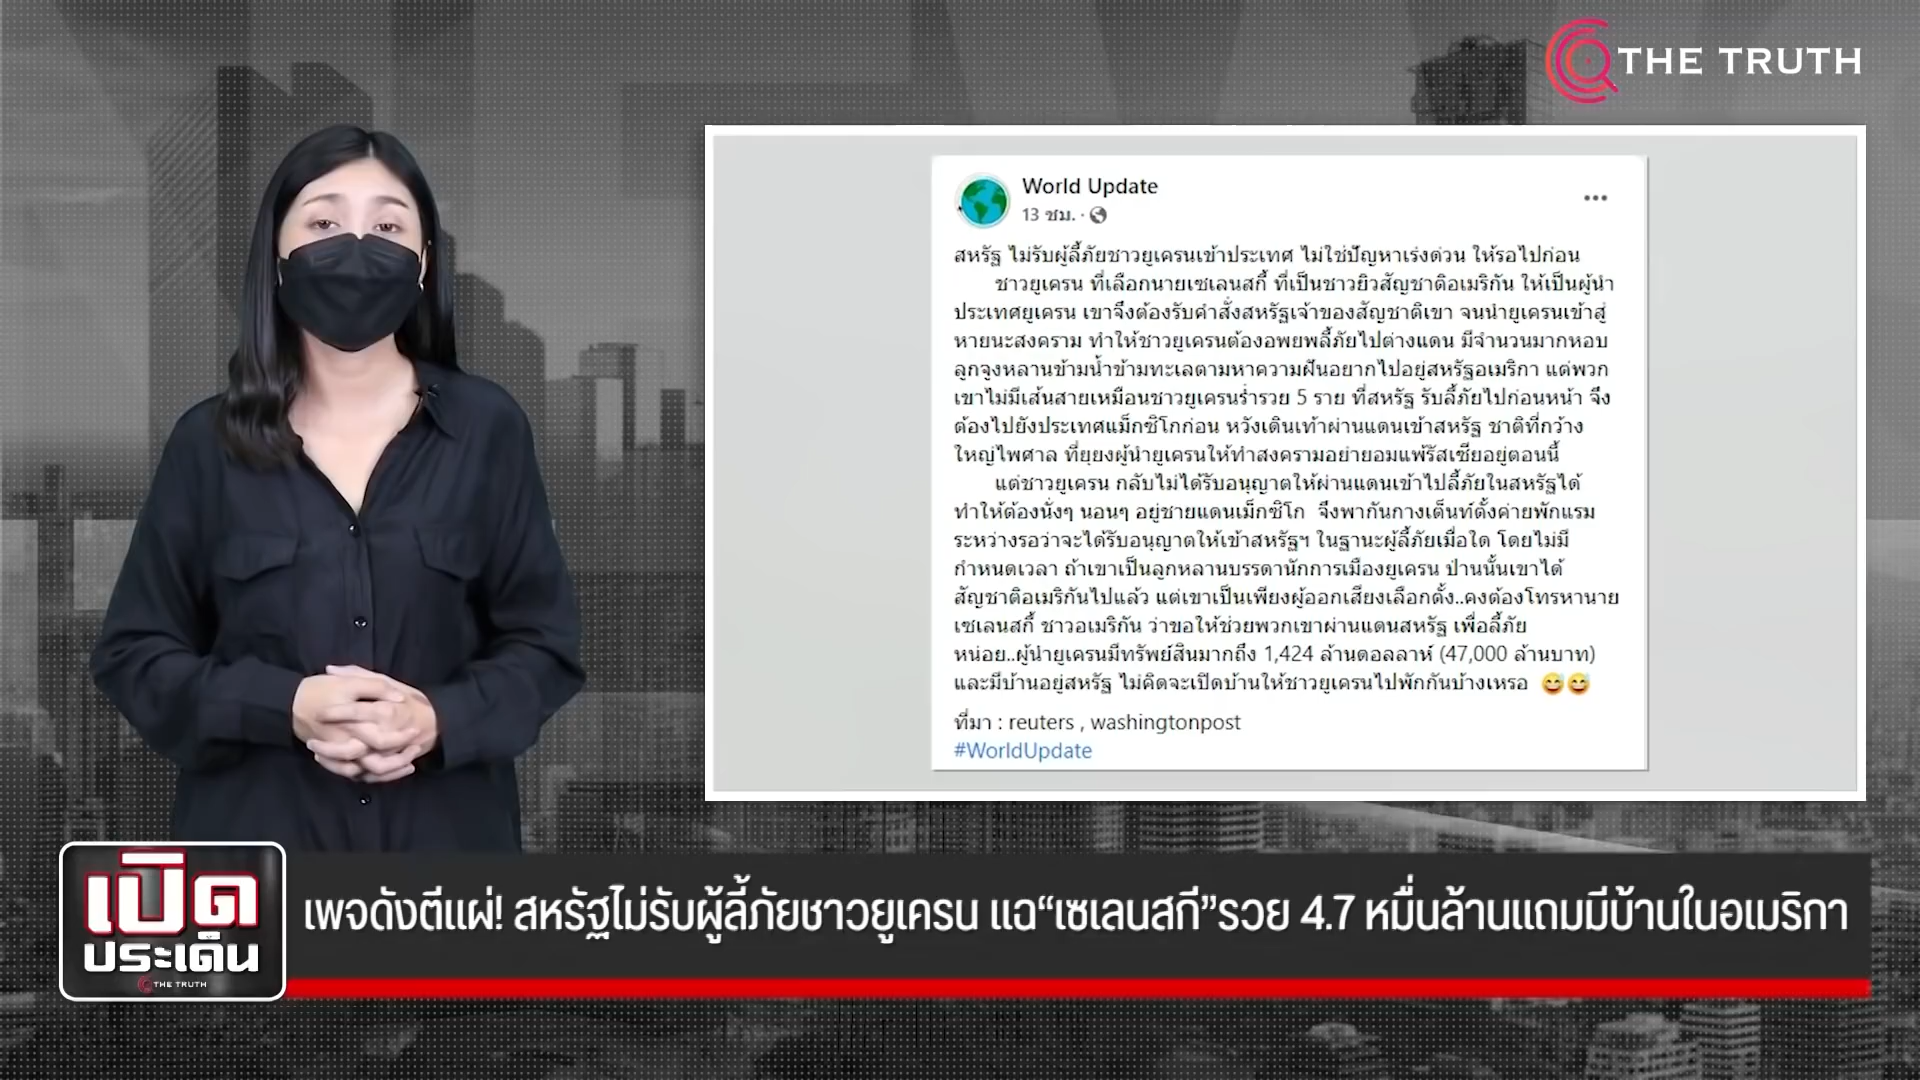 THE TRUTH
World Update
13 ชม.
สหรัฐ ไม่รับผู้ลี้ภัยชาวยูเครนเข้าประเทศ ไม่ใช่ปัญหาเร่งด่วน ให้รอไปก่อน
ชาวยูเครน ที่เลือกนายเซเลนสกี้ ที่เป็นชาวยิวสัญชาติอเมริกัน ให้เป็นผู้นำ
ประเทศยูเครน เขาจึงต้องรับคำสั่งสหรัฐเจ้าของสัญชาติเขา จนนำยูเครนเข้าสู่
หายนะสงคราม ทำให้ชาวยูเครนต้องอพยพลี้ภัยไปต่างแดน มีจำนวนมากหอบ
ลูกจูงหลานข้ามน้ำข้ามทะเลตามหาความฝันอยากไปอยู่สหรัฐอเมริกา แต่พวก
เขาไม่มีเส้นสายเหมือนชาวยูเครนร่ำรวย 5 ราย ที่สหรัฐ รับลี้ภัยไปก่อนหน้า จึง
ต้องไปยังประเทศแม็กซิโกก่อน หวังเดินเท้าผ่านแดนเข้าสหรัฐ ชาติที่กว้าง
ใหญ่ไพศาล ที่ยุยงผู้นำยูเครนให้ทำสงครามอย่ายอมแพ้รัสเซียอยู่ตอนนี้
แต่ชาวยูเครน กลับไม่ได้รับอนุญาตให้ผ่านแดนเข้าไปลี้ภัยในสหรัฐได้
ทำให้ต้องนั่งๆ นอนๆ อยู่ชายแดนเม็กซิโก จึงพากันกางเต็นท์ตั้งค่ายพักแรม
ระหว่างรอว่าจะได้รับอนุญาตให้เข้าสหรัฐฯ ในฐานะผู้ลี้ภัยเมื่อใด โดยไม่มี
กำหนดเวลา ถ้าเขาเป็นลูกหลานบรรดานักการเมืองยูเครน ป่านนั้นเขาได้
สัญชาติอเมริกันไปแล้ว แต่เขาเป็นเพียงผู้ออกเสียงเลือกตั้ง..คงต้องโทรหานาย
เซเลนสกี้ ชาวอเมริกัน ว่าขอให้ช่วยพวกเขาผ่านแดนสหรัฐ เพื่อลี้ภัย
หน่อย..ผู้นำยูเครนมีทรัพย์สินมากถึง 1,424 ล้านดอลลาห์ (47,000 ล้านบาท)
และมีบ้านอยู่สหรัฐ ไม่คิดจะเปิดบ้านให้ชาวยูเครนไปพักกันบ้างเหรอ 😅😅
ที่มา : reuters , washingtonpost
#WorldUpdate
เปิด
ประเด็น
THE TRUTH
เพจดังตีแผ่! สหรัฐไม่รับผู้ลี้ภัยชาวยูเครน แฉ“เซเลนสกี”รวย 4.7 หมื่นล้านแถมมีบ้านในอเมริกา